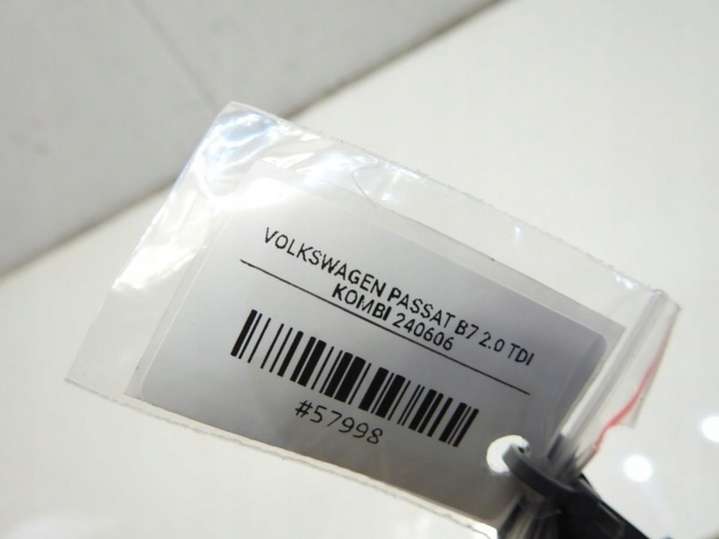 VOLKSWAGEN PASSAT B7 2.0 TDI
KOMBI 240606
#57998